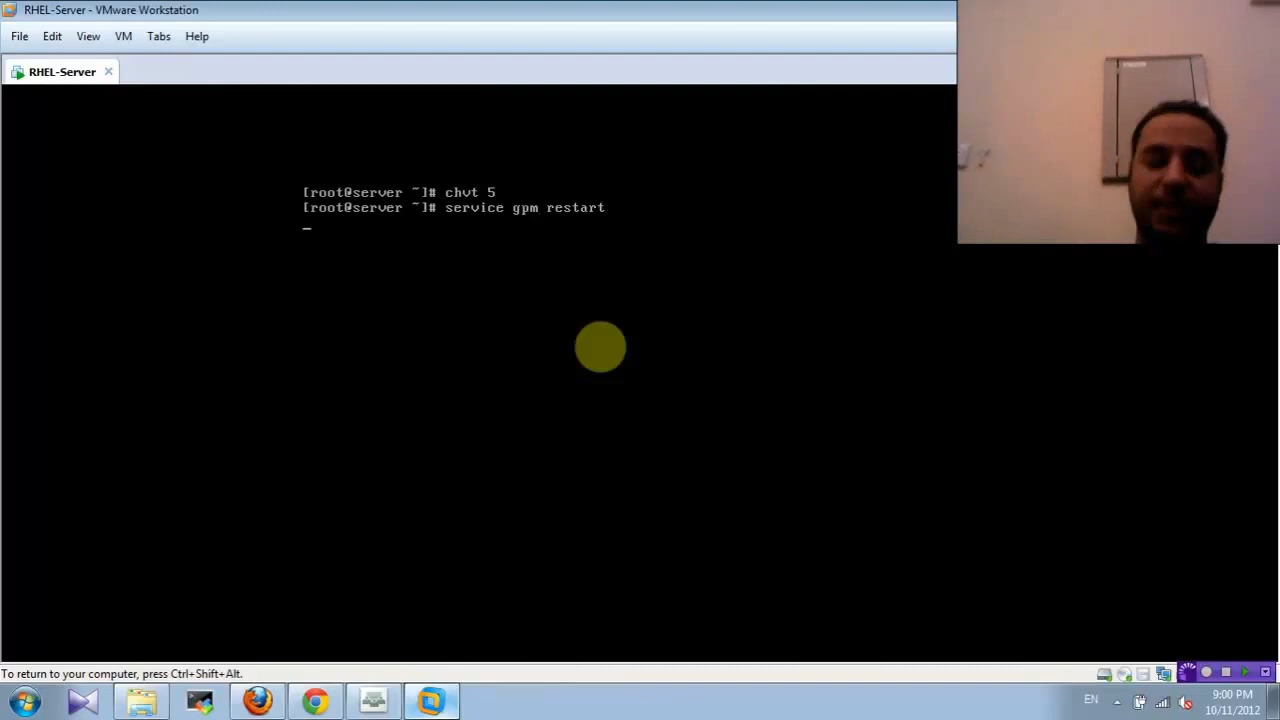 RHEL-Server - VMware Workstation
File Edit View VM Tabs Help
RHEL-Server
[root@server ~]# chvt 5
[root@server ~]# service gpm restart
To return to your computer, press Ctrl+Shift+Alt.
EN
9:00 PM
10/11/2012